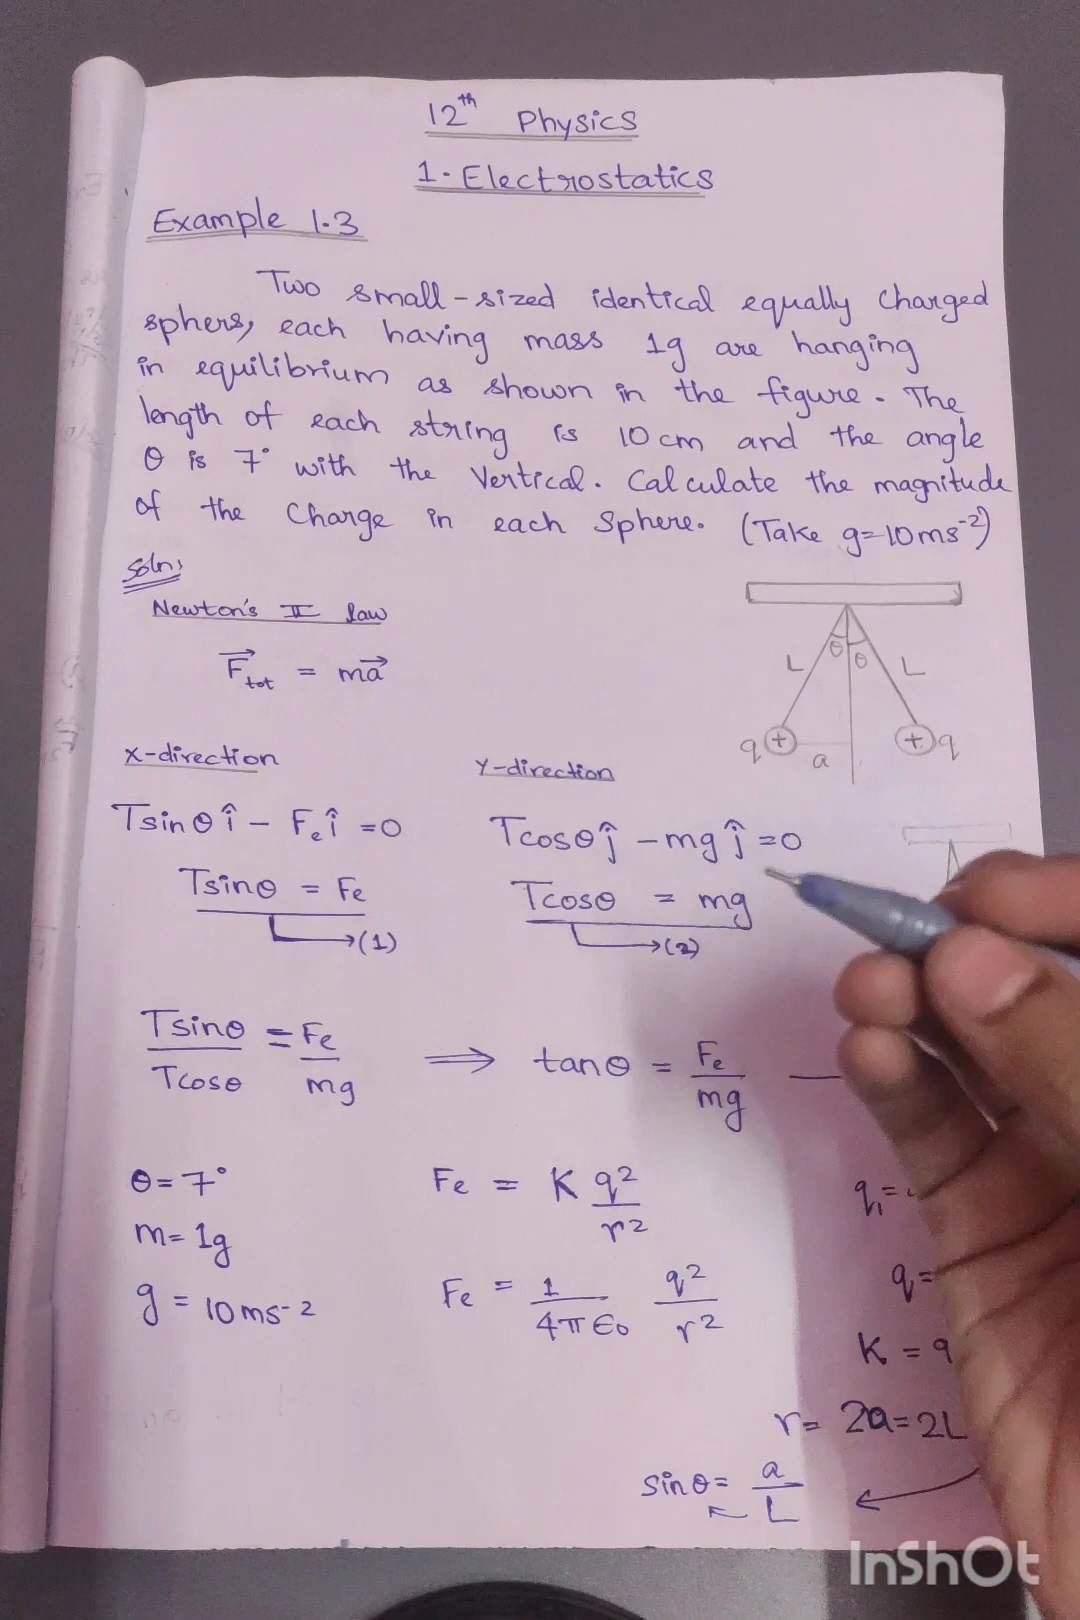 12th Physics
1. Electrostatics
Example 1.3
Two small-sized identical equally charged
sphers, each having mass 1g are hanging
in equilibrium as shown in the figure. The
length of each string is 10 cm and the angle
θ is 7° with the Vertical. Calculate the magnitude
of the Charge in each Sphere. (Take g=10ms⁻²)
Soln:
Newton's II law
F⃗tot = ma⃗
θ θ
L L
q + + q
a
X-direction
Y-direction
Tsinθ î - Fe î = 0
Tcosθ ĵ - mg ĵ = 0
Tsinθ = Fe
Tcosθ = mg
→(1)
→(2)
Tsinθ/Tcosθ = Fe/mg ⟹ tanθ = Fe/mg
θ = 7°
Fe = K q²/r²
q₁=
m = 1g
g = 10ms-2
Fe = 1/4πϵ₀ q²/r²
q=
K = 9
r = 2a = 2L
Sinθ = a/L
InShOt